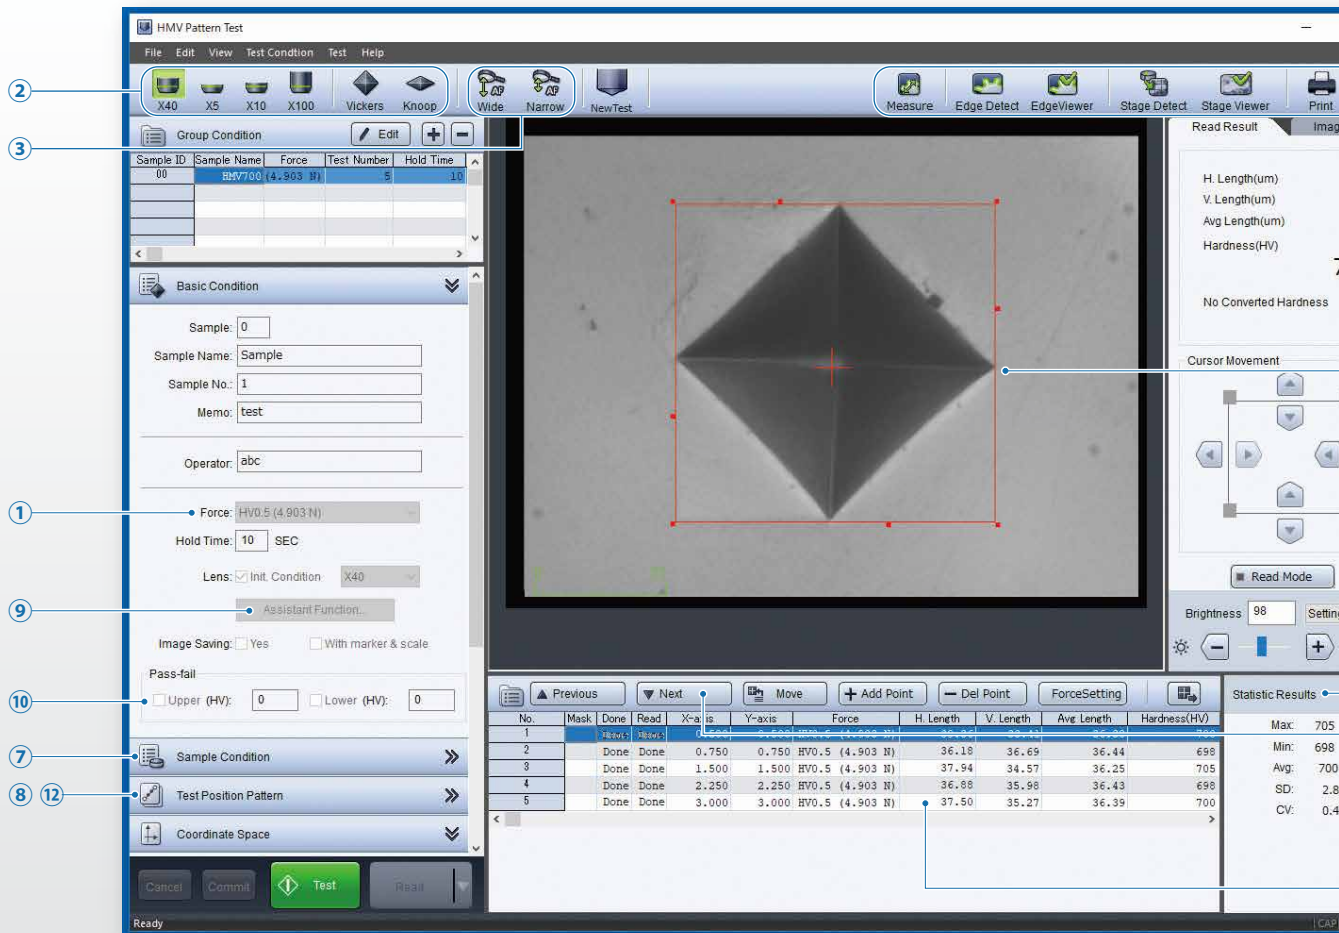 HMV Pattern Test
File Edit View Test Condtion Test Help
②
X40 X5 X10 X100 Vickers Knoop Wide Narrow NewTest Measure Edge Detect EdgeViewer Stage Detect Stage Viewer Print
AF AF
③
Group Condition Edit
Sample ID Sample Name Force Test Number Hold Time
00 HMV700 (4.903 N) 5 10
Basic Condition
Sample: 0
Sample Name: Sample
Sample No.: 1
Memo: test
Operator: abc
① Force: HV0.5 (4.903 N)
Hold Time: 10 SEC
Lens: Init. Condition X40
⑨ Assistant Function...
Image Saving: Yes With marker & scale
Pass-fail
⑩ Upper (HV): 0 Lower (HV): 0
⑦ Sample Condition
⑧ ⑫ Test Position Pattern
Coordinate Space
Cancel Commit Test Read
Ready
Read Result Imag
H. Length(um)
V. Length(um)
Avg Length(um)
Hardness(HV)
7
No Converted Hardness
Cursor Movement
Read Mode
Brightness 98 Setting
Previous Next Move Add Point Del Point ForceSetting
No. Mask Done Read X-axis Y-axis Force H. Length V. Length Avg Length Hardness(HV)
1
2 Done Done 0.750 0.750 HV0.5 (4.903 N) 36.18 36.69 36.44 698
3 Done Done 1.500 1.500 HV0.5 (4.903 N) 37.94 34.57 36.25 705
4 Done Done 2.250 2.250 HV0.5 (4.903 N) 36.88 35.98 36.43 698
5 Done Done 3.000 3.000 HV0.5 (4.903 N) 37.50 35.27 36.39 700
Statistic Results
Max: 705
Min: 698
Avg: 700
SD: 2.8
CV: 0.4
CAP